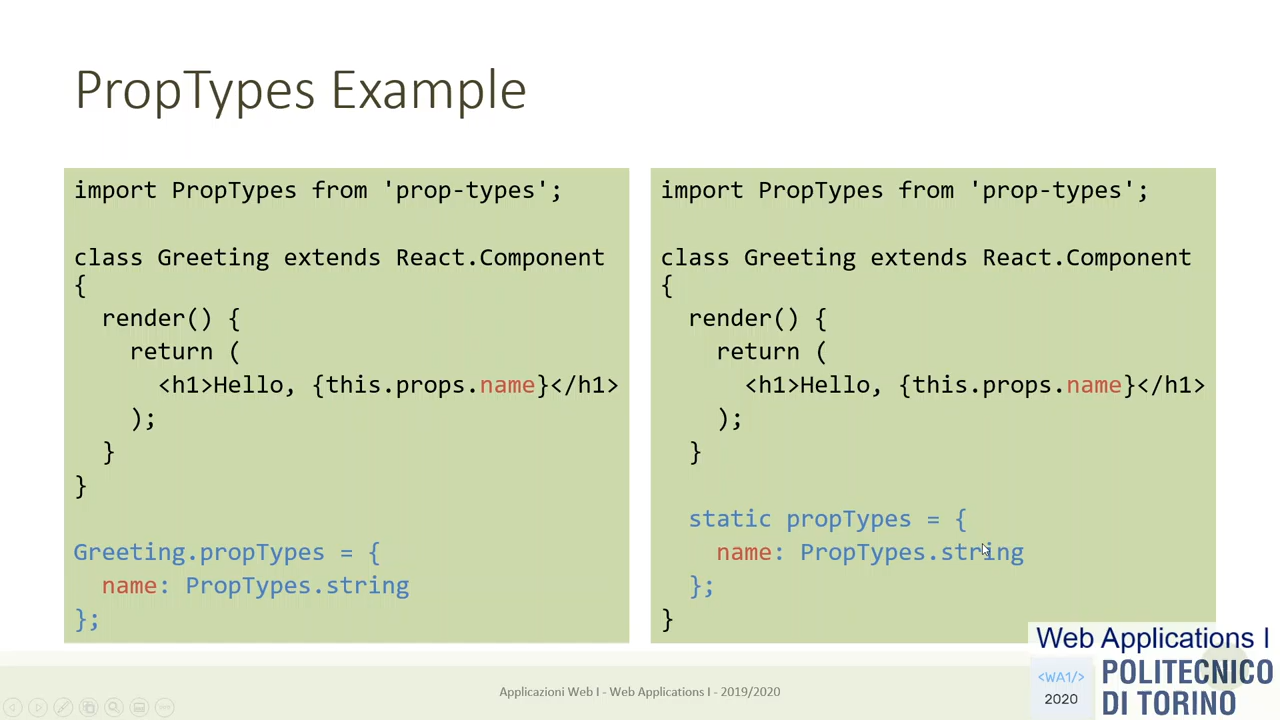 PropTypes Example
import PropTypes from 'prop-types';
class Greeting extends React.Component
{
  render() {
    return (
      <h1>Hello, {this.props.name}</h1>
    );
  }
}
Greeting.propTypes = {
  name: PropTypes.string
};
import PropTypes from 'prop-types';
class Greeting extends React.Component
{
  render() {
    return (
      <h1>Hello, {this.props.name}</h1>
    );
  }
  static propTypes = {
    name: PropTypes.string
  };
}
Applicazioni Web I - Web Applications I - 2019/2020
Web Applications I
<WA1/>
2020
POLITECNICO
DI TORINO